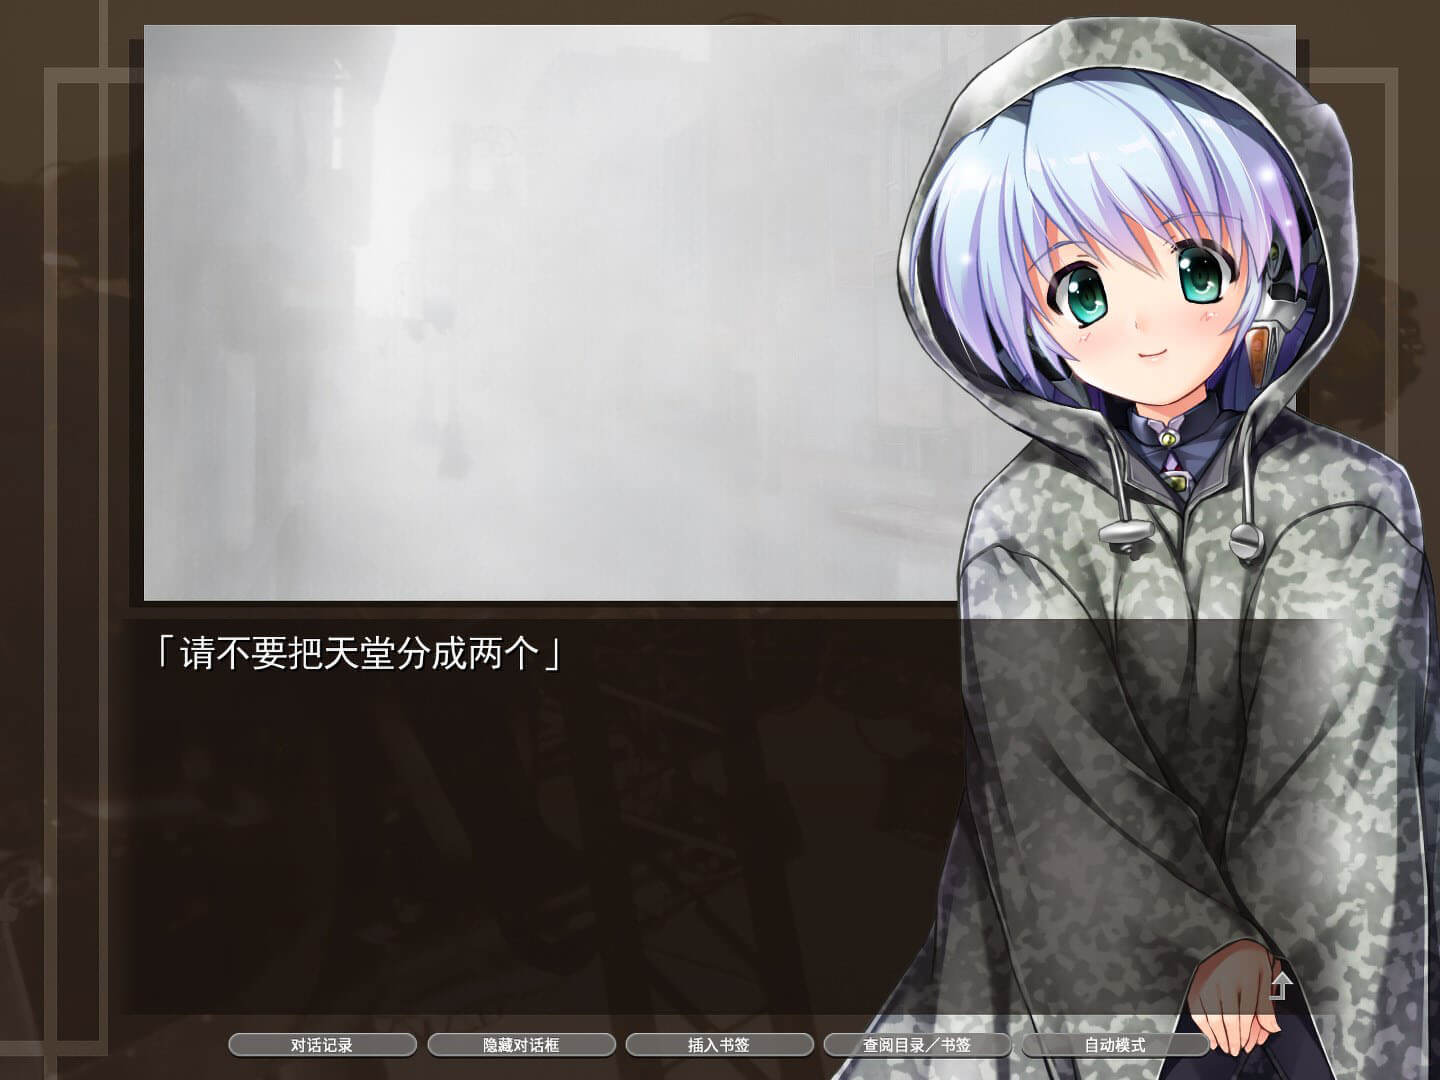 「请不要把天堂分成两个」
对话记录
隐藏对话框
插入书签
查阅目录／书签
自动模式